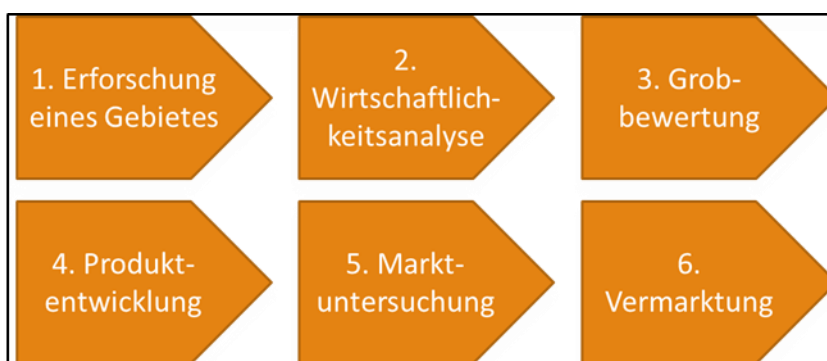 1. Erforschung
eines Gebietes
2.
Wirtschaftlich-
keitsanalyse
3. Grob-
bewertung
4. Produkt-
entwicklung
5. Markt-
untersuchung
6.
Vermarktung